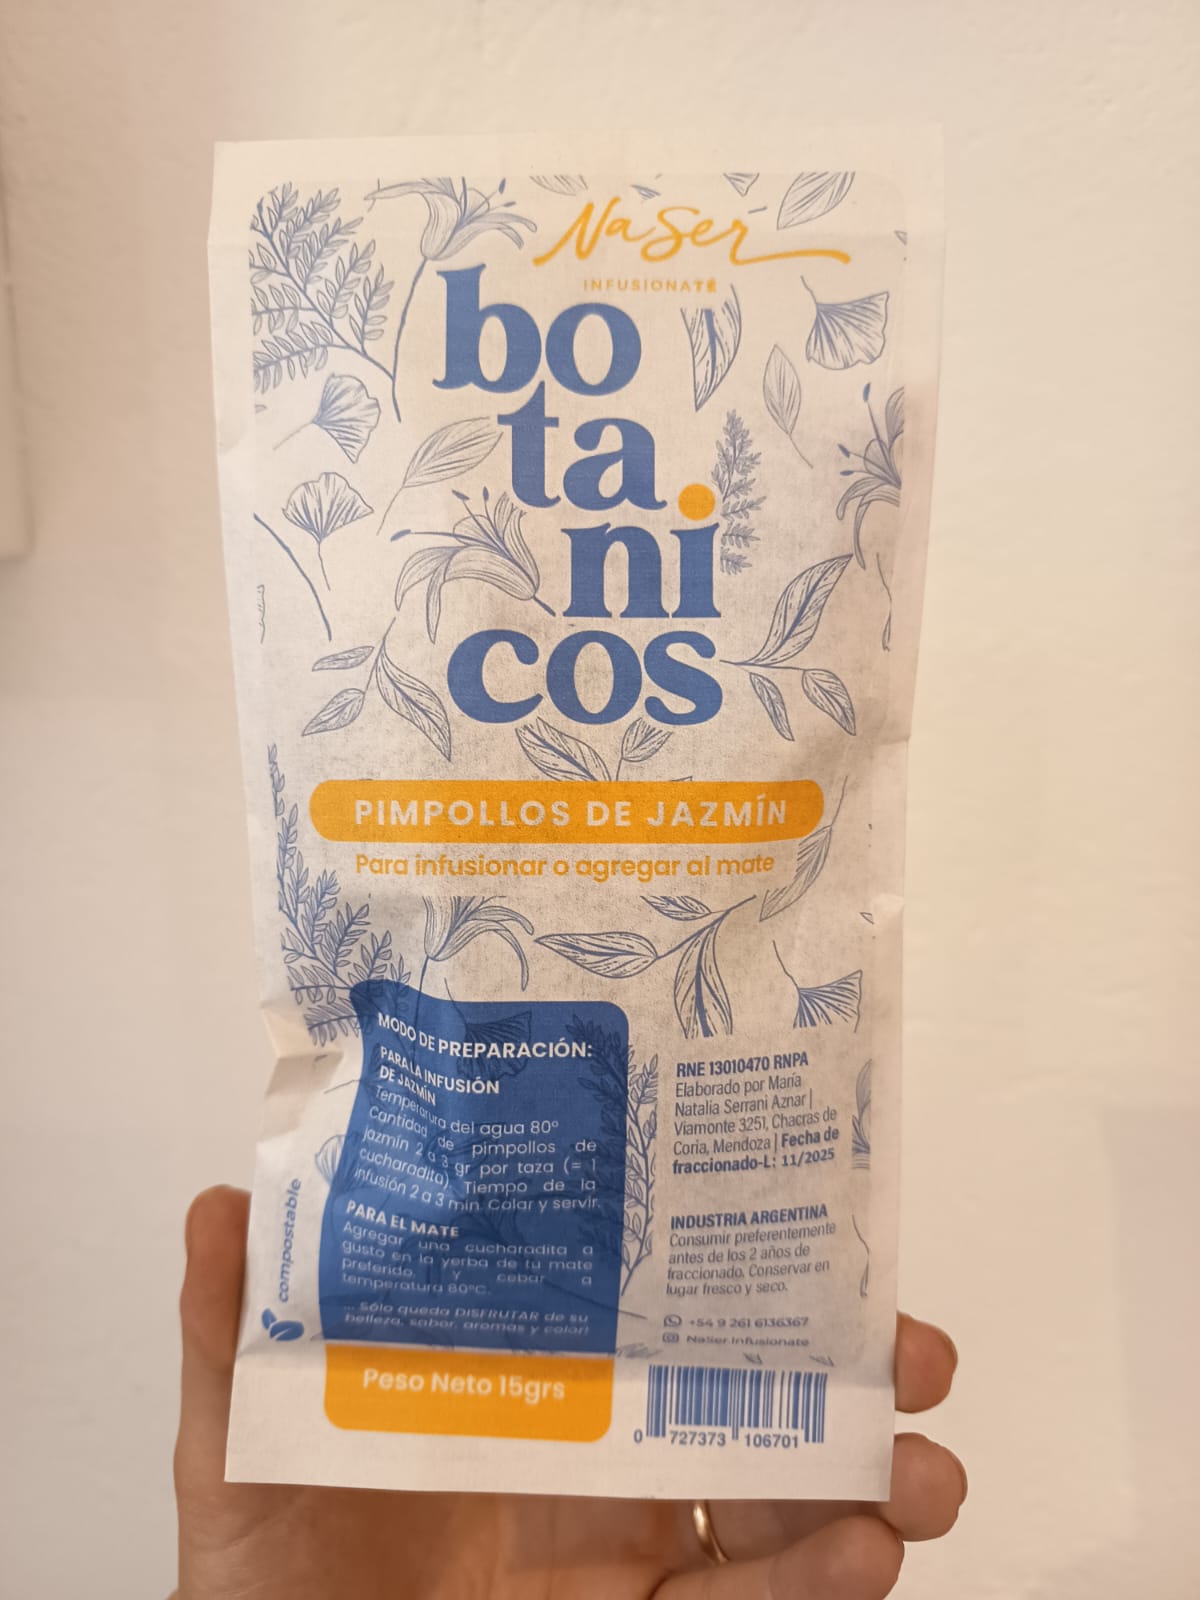 NaSer
INFUSIONATÉ
bo
ta
ni
cos
PIMPOLLOS DE JAZMÍN
Para infusionar o agregar al mate
MODO DE PREPARACIÓN:
PARA LA INFUSIÓN
DE JAZMÍN
Temperatura del agua 80º
Cantidad de pimpollos de
jazmín 2 a 3 gr por taza (= 1
cucharadita). Tiempo de la
infusión 2 a 3 min. Colar y servir.
PARA EL MATE
Agregar una cucharadita a
gusto en la yerba de tu mate
preferido, y cebar a
temperatura 80ºC.
... Sólo queda DISFRUTAR de su
belleza, sabor, aromas y color!
compostable
Peso Neto 15grs
RNE 13010470 RNPA
Elaborado por María
Natalia Serrani Aznar |
Viamonte 3251, Chacras de
Coria, Mendoza | Fecha de
fraccionado-L: 11/2025
INDUSTRIA ARGENTINA
Consumir preferentemente
antes de los 2 años de
fraccionado. Conservar en
lugar fresco y seco.
+54 9 261 6136367
NaSer.Infusionate
0 727373 106701